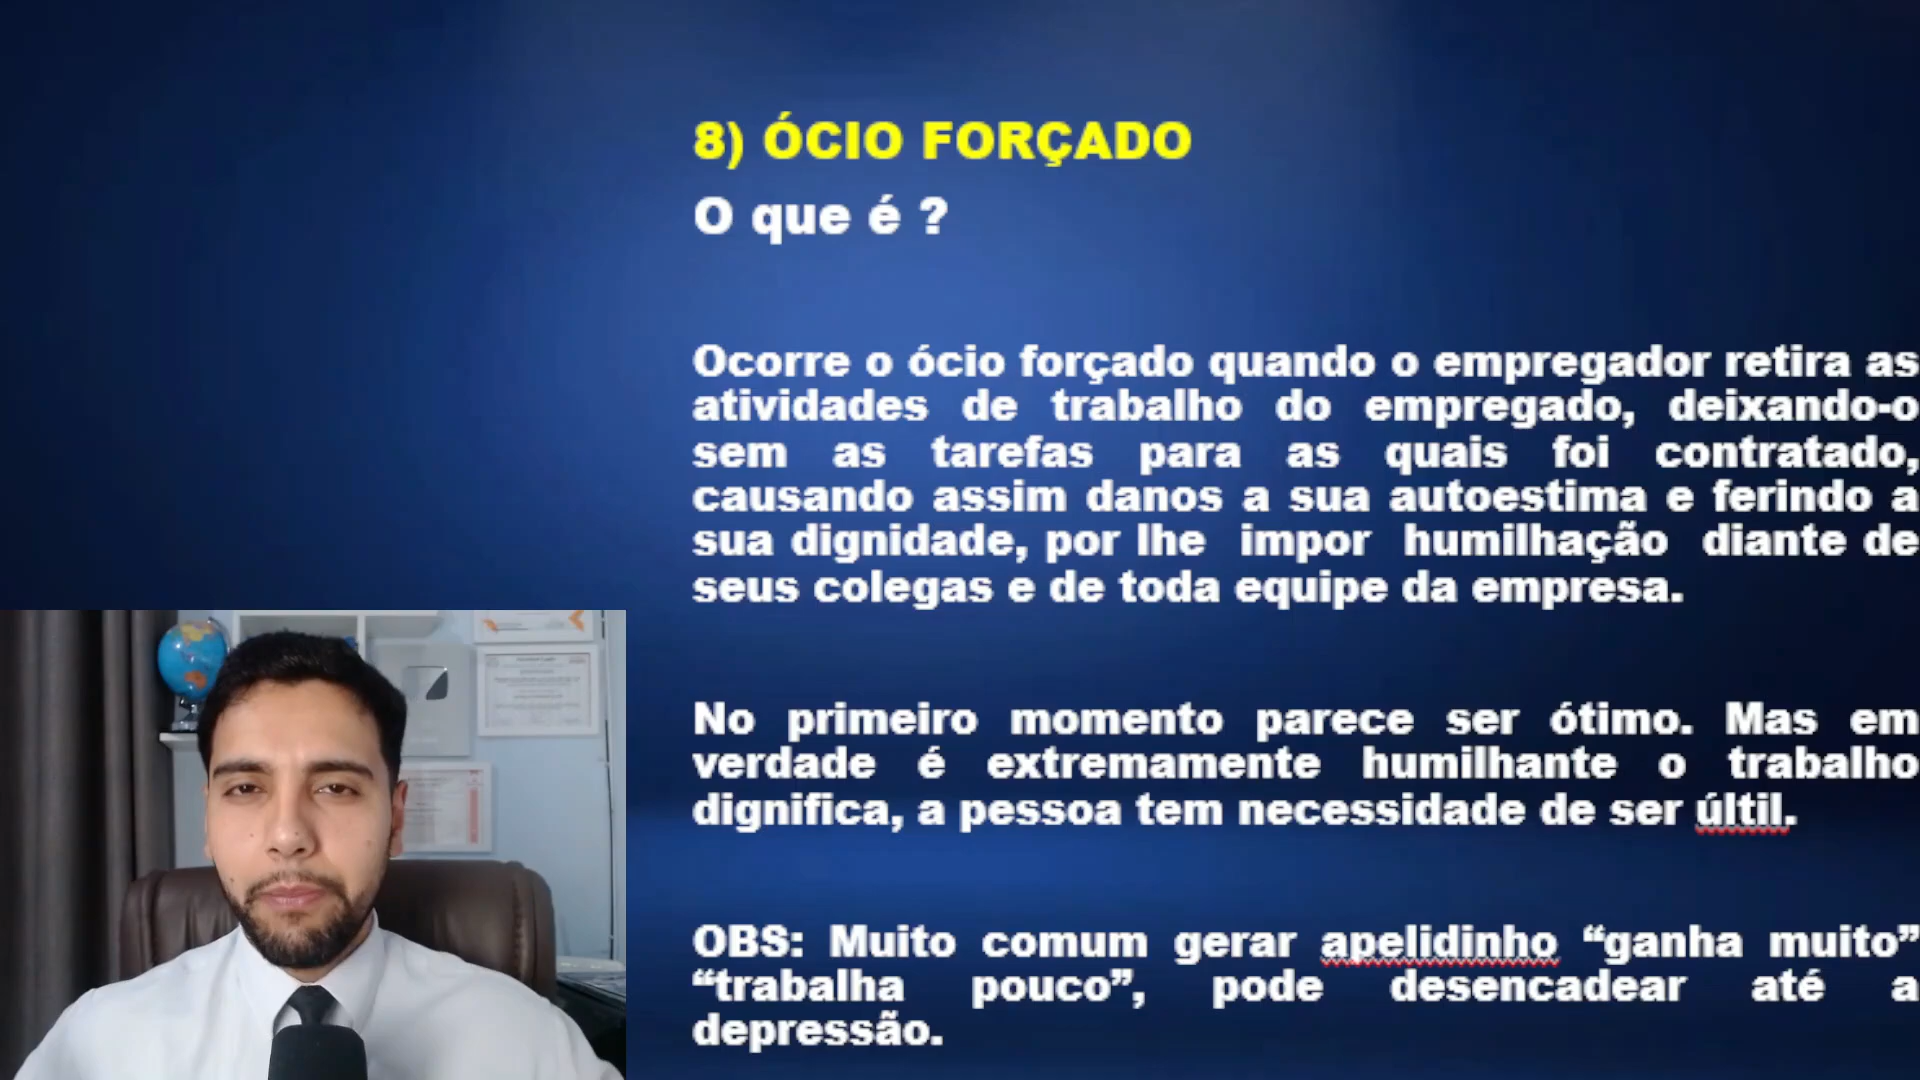 8) ÓCIO FORÇADO
O que é ?
Ocorre o ócio forçado quando o empregador retira as
atividades de trabalho do empregado, deixando-o
sem as tarefas para as quais foi contratado,
causando assim danos a sua autoestima e ferindo a
sua dignidade, por lhe impor humilhação diante de
seus colegas e de toda equipe da empresa.
No primeiro momento parece ser ótimo. Mas em
verdade é extremamente humilhante o trabalho
dignifica, a pessoa tem necessidade de ser últil.
OBS: Muito comum gerar apelidinho “ganha muito”
“trabalha pouco”, pode desencadear até a
depressão.